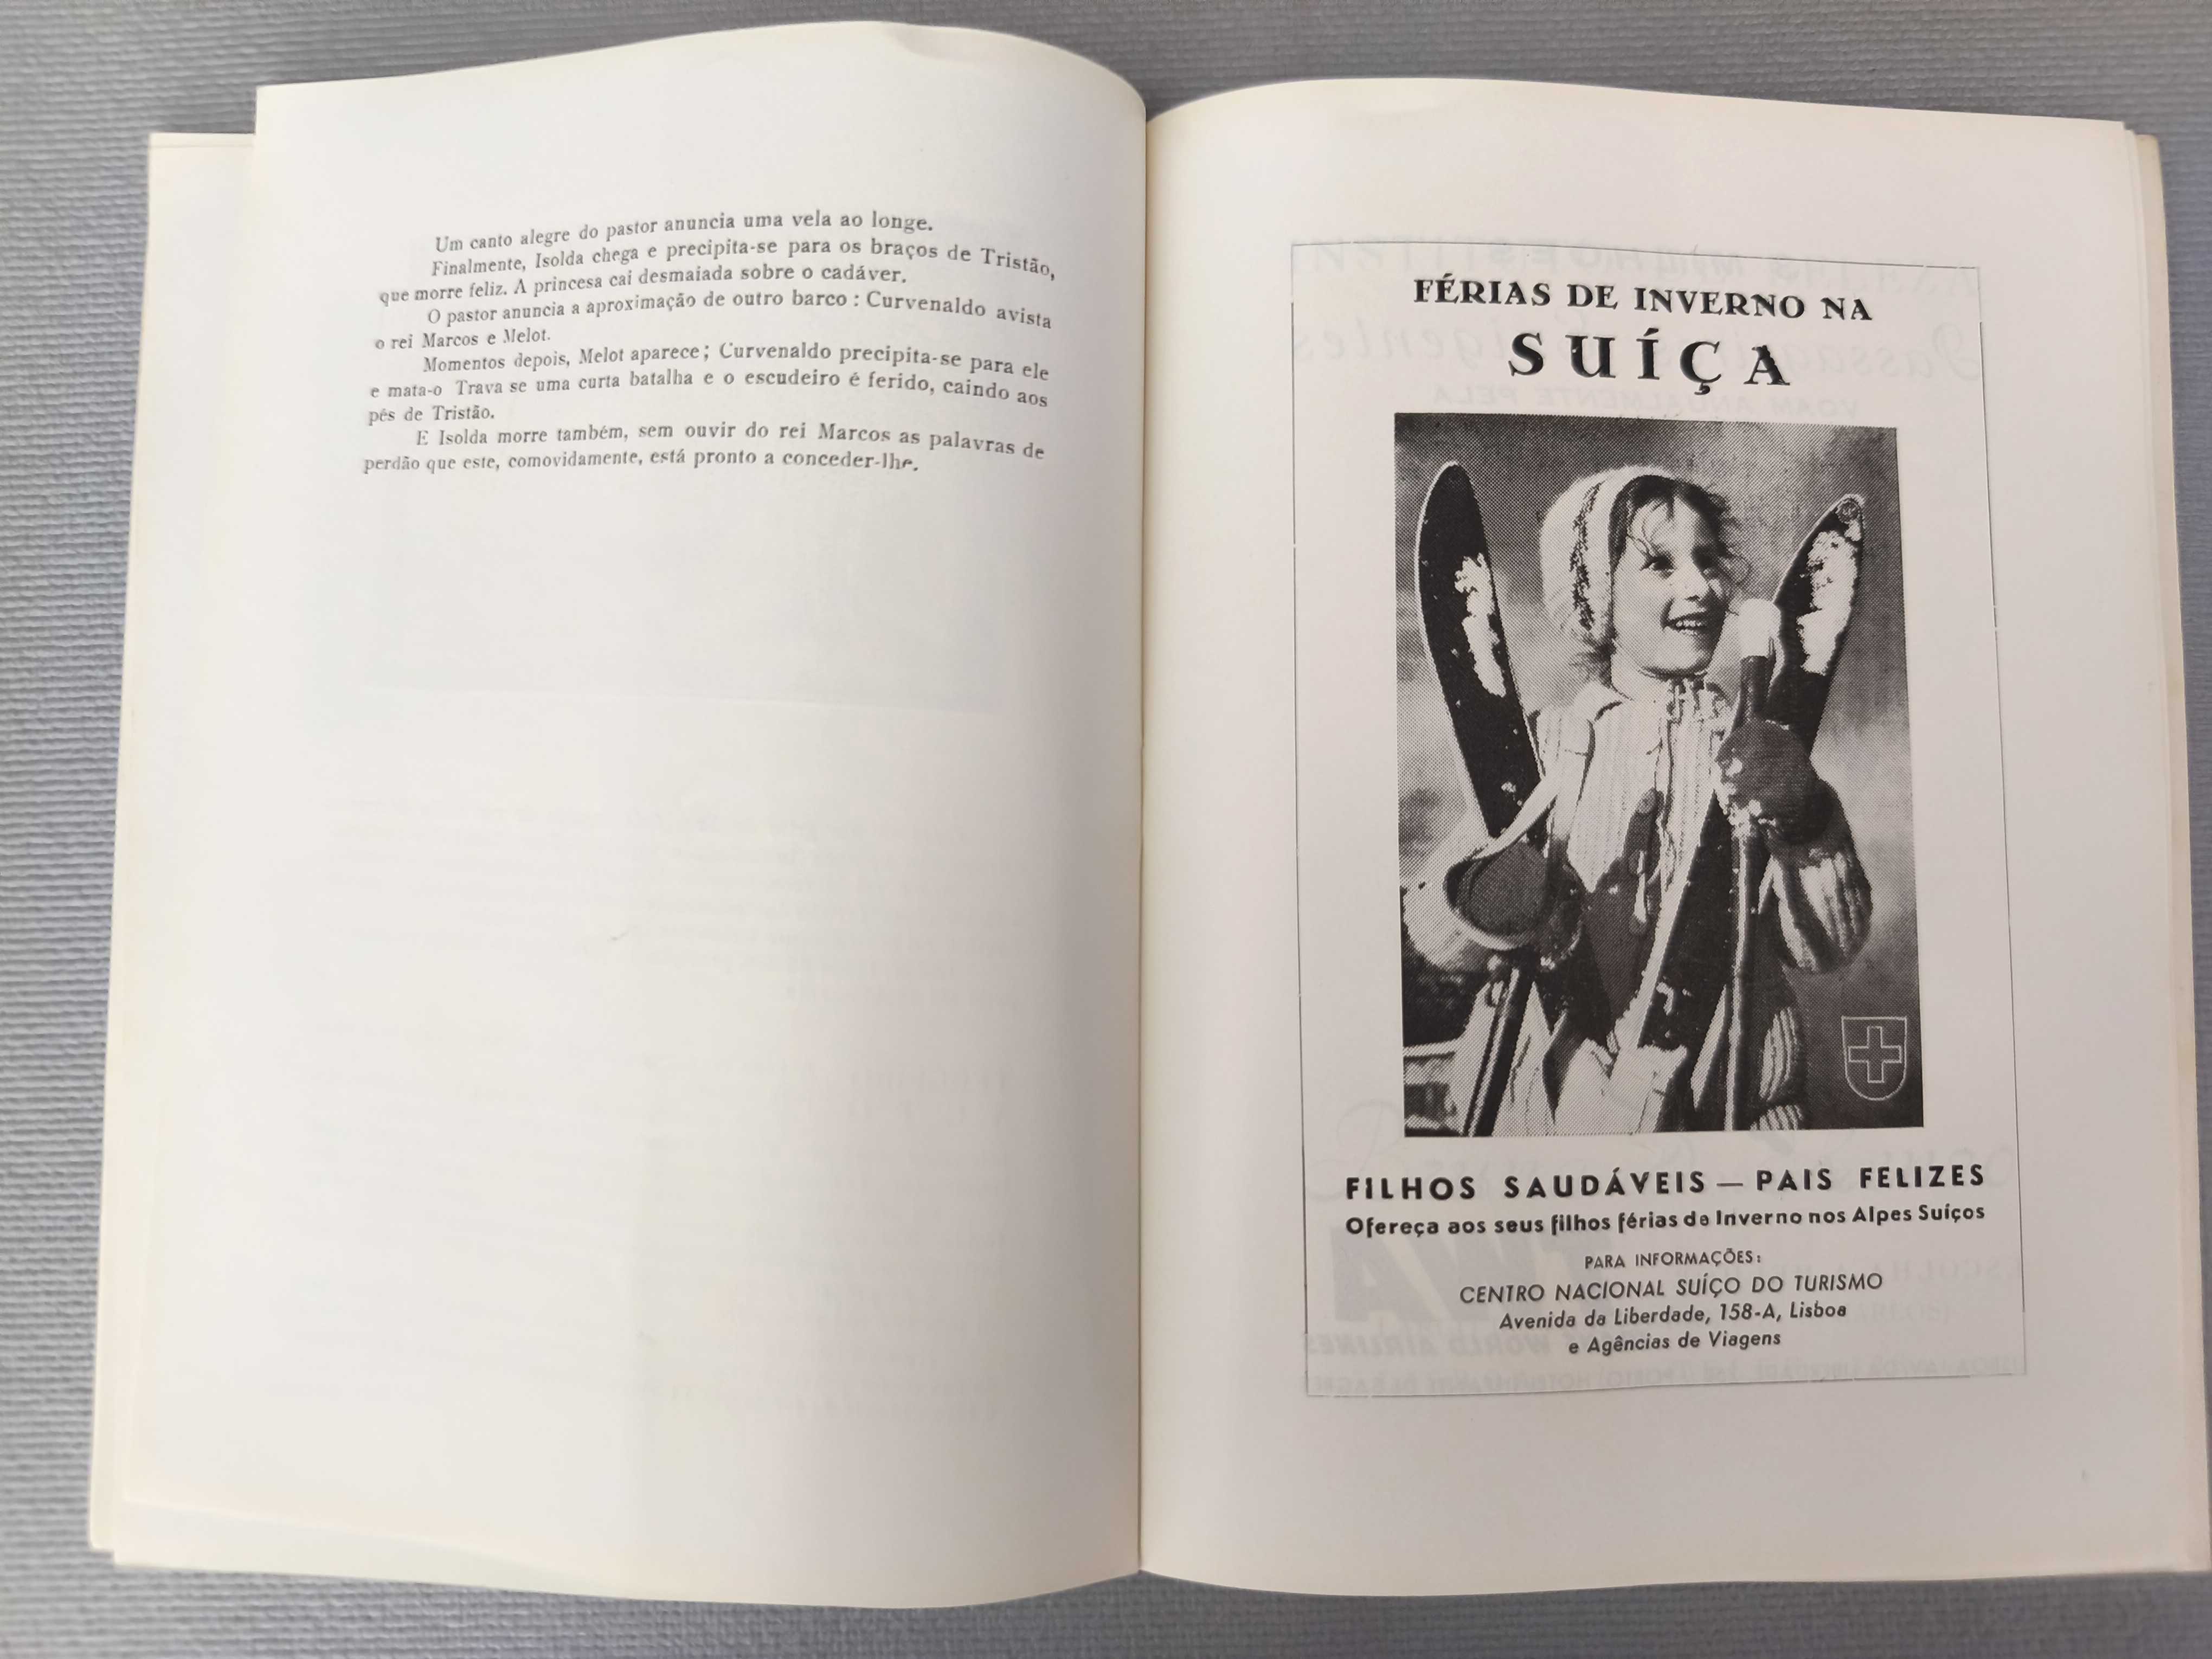 Um canto alegre do pastor anuncia uma vela ao longe.
Finalmente, Isolda chega e precipita-se para os braços de Tristão,
que morre feliz. A princesa cai desmaiada sobre o cadáver.
O pastor anuncia a aproximação de outro barco : Curvenaldo avista
o rei Marcos e Melot.
Momentos depois, Melot aparece ; Curvenaldo precipita-se para ele
e mata-o Trava se uma curta batalha e o escudeiro é ferido, caindo aos
pés de Tristão.
E Isolda morre também, sem ouvir do rei Marcos as palavras de
perdão que este, comovidamente, está pronto a conceder-lhe.
FÉRIAS DE INVERNO NA
SUÍÇA
FILHOS SAUDÁVEIS — PAIS FELIZES
Ofereça aos seus filhos férias de Inverno nos Alpes Suíços
PARA INFORMAÇÕES:
CENTRO NACIONAL SUÍÇO DO TURISMO
Avenida da Liberdade, 158-A, Lisboa
e Agências de Viagens